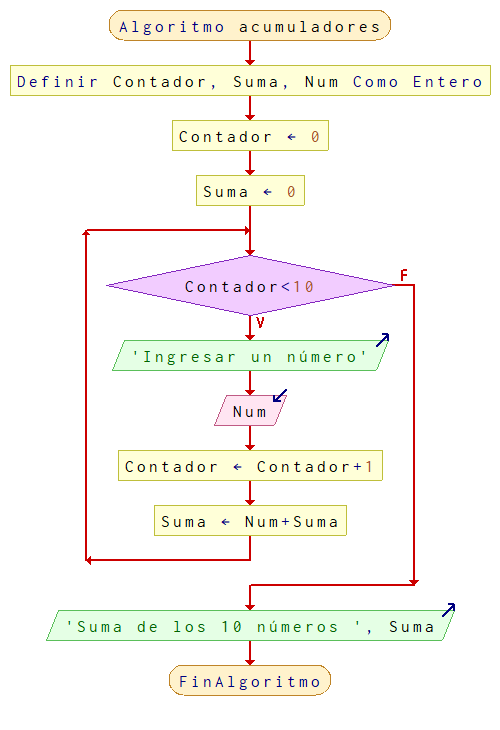 Algoritmo acumuladores
Definir Contador, Suma, Num Como Entero
Contador ← 0
Suma ← 0
Contador<10
F
V
'Ingresar un número'
Num
Contador ← Contador+1
Suma ← Num+Suma
'Suma de los 10 números ', Suma
FinAlgoritmo